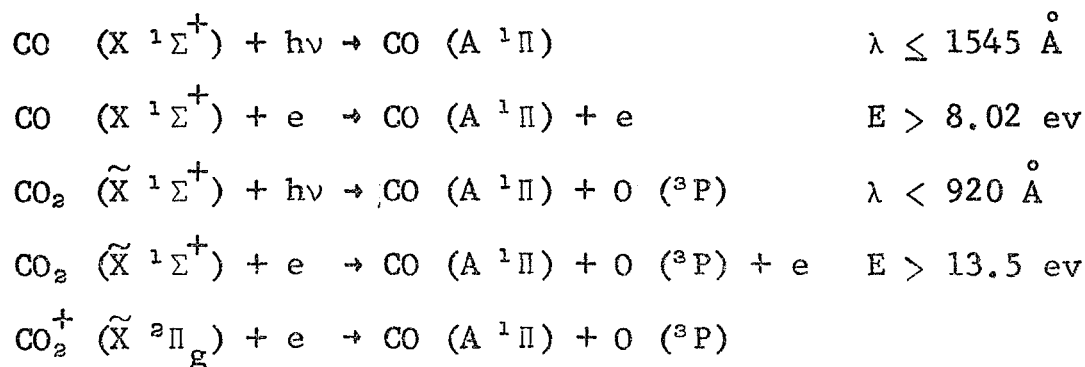 CO (X ¹Σ⁺) + hν → CO (A ¹Π) λ ≤ 1545 Å
CO (X ¹Σ⁺) + e → CO (A ¹Π) + e E > 8.02 ev
CO₂ (X̃ ¹Σ⁺) + hν → CO (A ¹Π) + O (³P) λ < 920 Å
CO₂ (X̃ ¹Σ⁺) + e → CO (A ¹Π) + O (³P) + e E > 13.5 ev
CO₂⁺ (X̃ ²Π_g) + e → CO (A ¹Π) + O (³P)